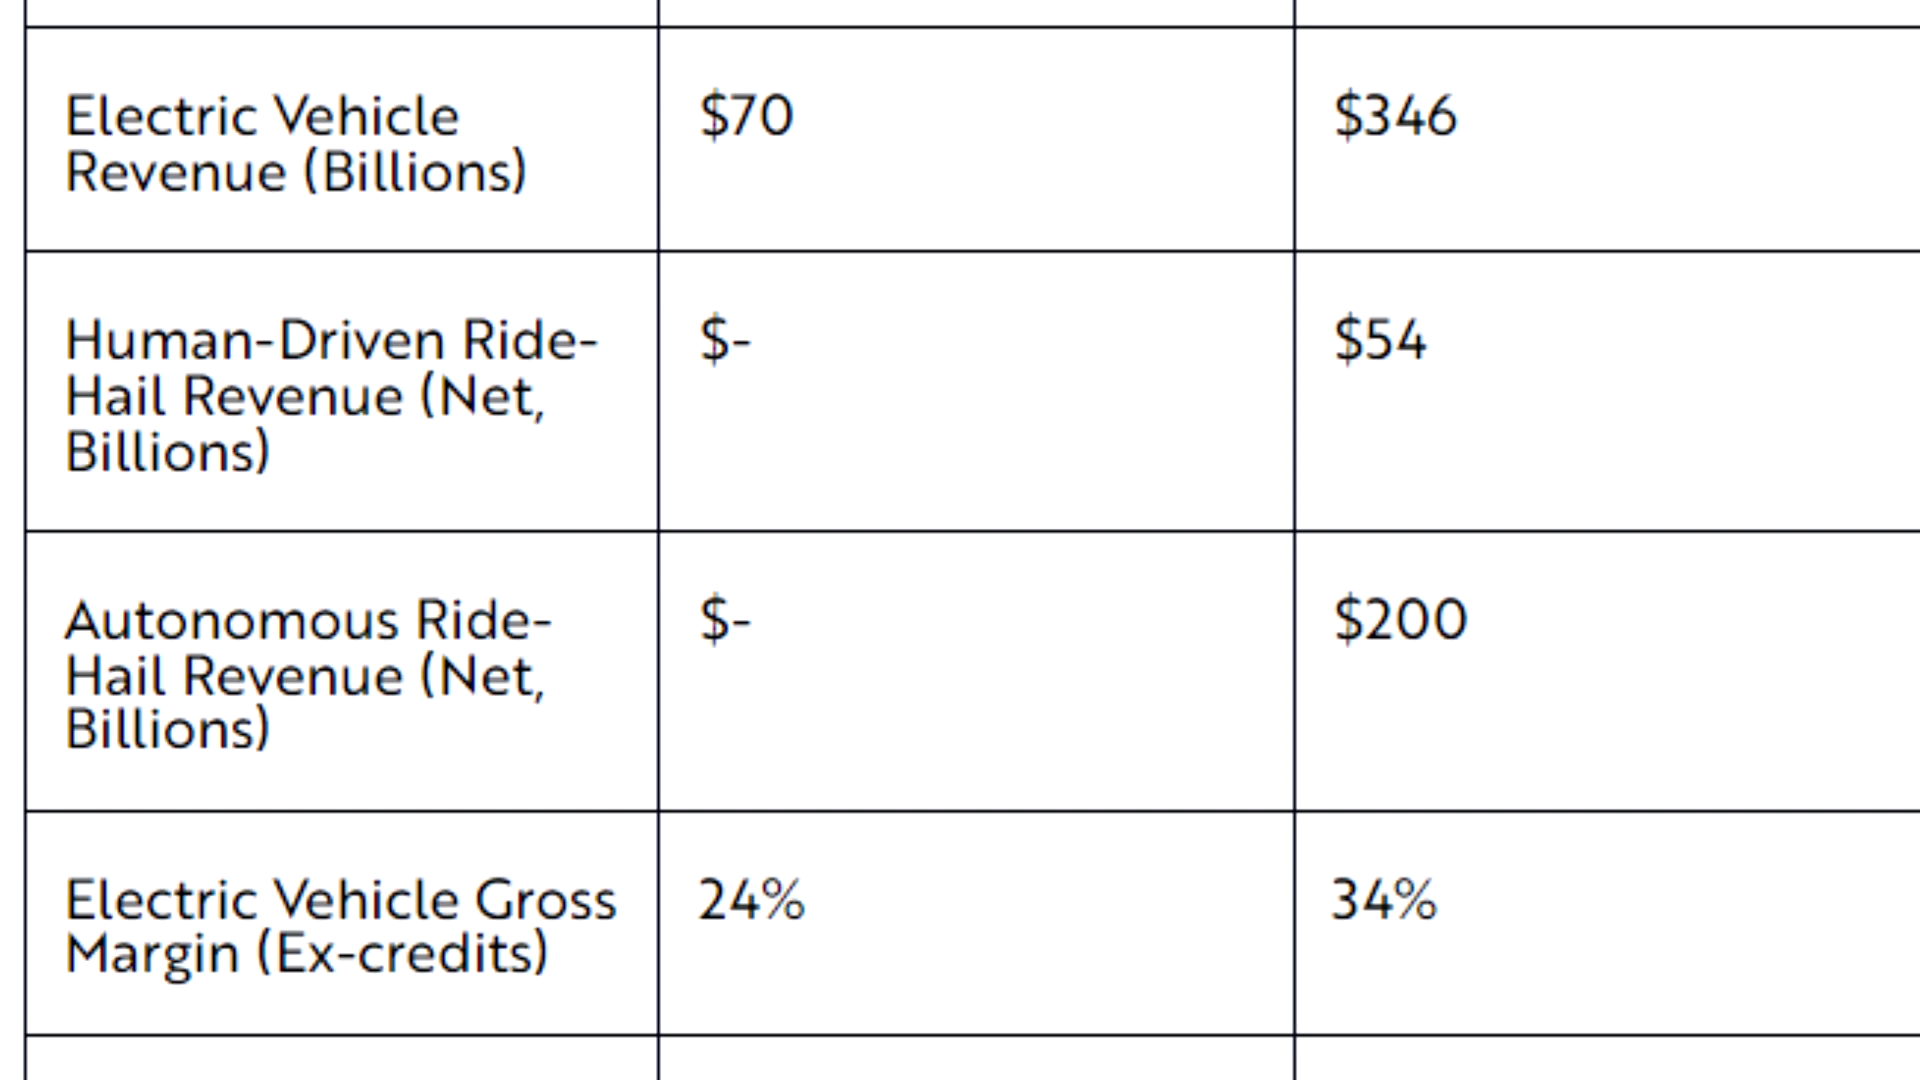 Electric Vehicle
Revenue (Billions)
$70
$346
Human-Driven Ride-
Hail Revenue (Net,
Billions)
$-
$54
Autonomous Ride-
Hail Revenue (Net,
Billions)
$-
$200
Electric Vehicle Gross
Margin (Ex-credits)
24%
34%